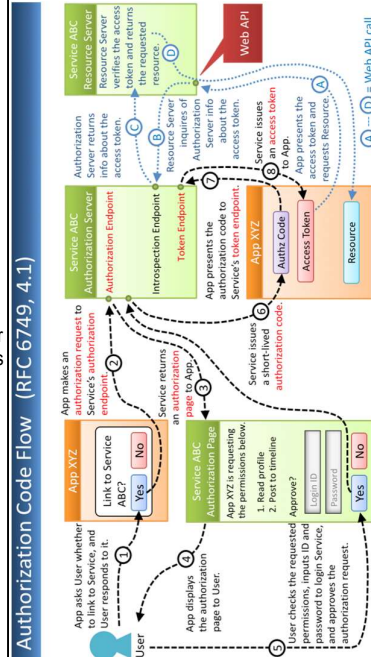 Authorization Code Flow (RFC 6749, 4.1)
App asks User whether
to link to Service, and
User responds to it.
User
1
App XYZ
Link to Service
ABC?
Yes
No
App makes an
authorization request to
Service's authorization
endpoint.
2
Service returns
an authorization
page to App.
3
4
App displays
the authorization
page to User.
Service ABC
Authorization Page
App XYZ is requesting
the permissions below.
1. Read profile
2. Post to timeline
Approve?
Login ID
Password
Yes
No
5
User checks the requested
permissions, inputs ID and
password to login Service,
and approves the
authorization request.
Service ABC
Authorization Server
Authorization Endpoint
Introspection Endpoint
Token Endpoint
6
Service issues
a short-lived
authorization code.
App presents the
authorization code to
Service's token endpoint.
7
Service issues
an access token
to App.
8
App XYZ
Authz Code
Access Token
Resource
Authorization
Server returns
info about the
access token.
C
B
Resource Server
inquires of
Authorization
Server info
about the
access token.
Service ABC
Resource Server
Resource Server
verifies the access
token and returns
the requested
resource.
D
Web API
A
App presents the
access token and
requests Resource.
A — D = Web API call